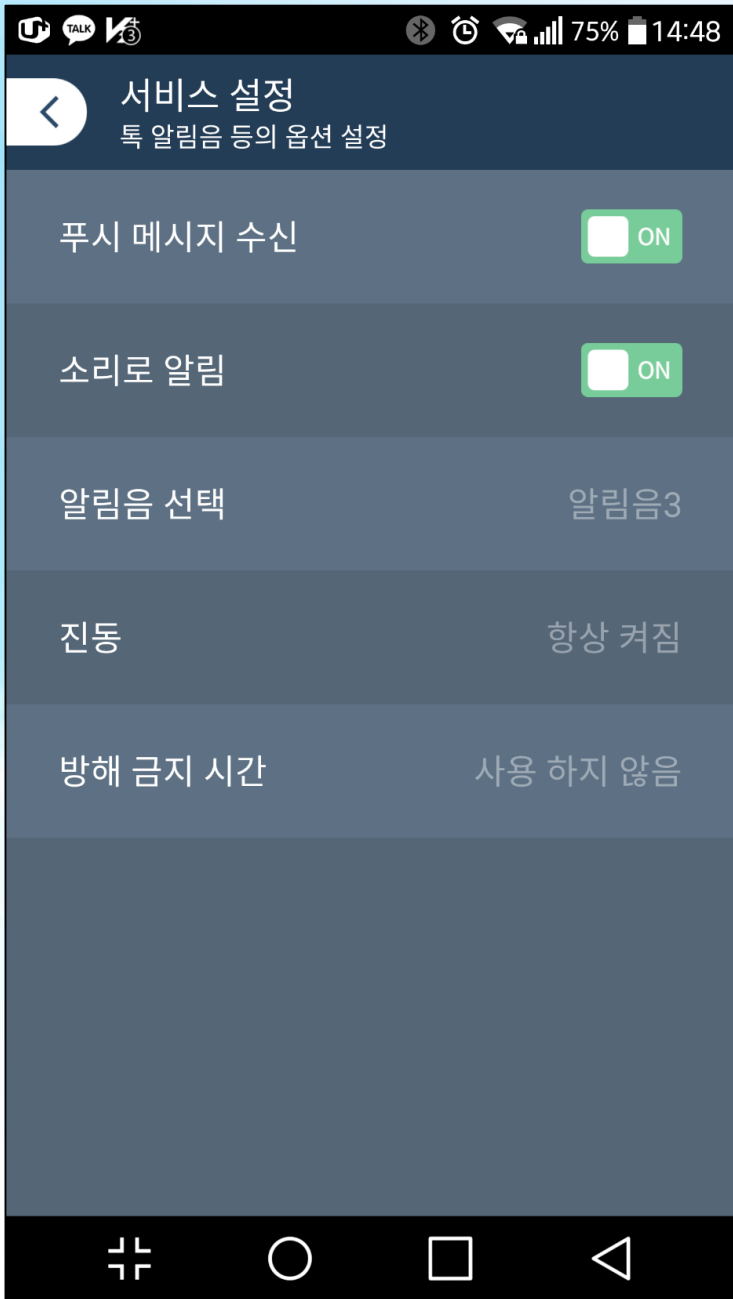 TALK 3 75% 14:48
서비스 설정
톡 알림음 등의 옵션 설정
푸시 메시지 수신 ON
소리로 알림 ON
알림음 선택 알림음3
진동 항상 켜짐
방해 금지 시간 사용 하지 않음